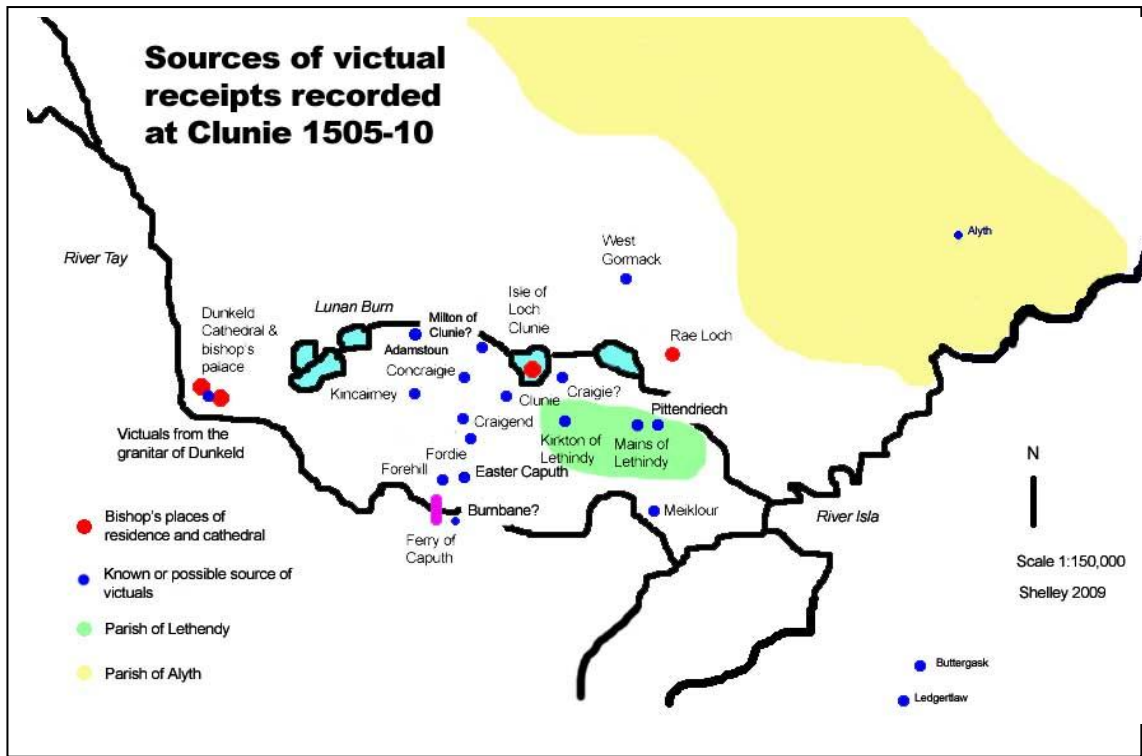 Sources of victual
receipts recorded
at Clunie 1505-10
River Tay
Dunkeld
Cathedral &
bishop's
palace
Lunan Burn
Milton of
Clunie?
Isle of
Loch
Clunie
West
Gormack
Alyth
Rae Loch
Adamstoun
Concraigie
Kincairney
Clunie
Craigie?
Pittendriech
Craigend
Kirkton of
Lethindy
Mains of
Lethindy
Victuals from the
granitar of Dunkeld
Fordie
Forehill
Easter Caputh
Burnbane?
Ferry of
Caputh
Meiklour
River Isla
N
Scale 1:150,000
Shelley 2009
Bishop's places of
residence and cathedral
Known or possible source of
victuals
Parish of Lethendy
Parish of Alyth
Buttergask
Ledgertlaw